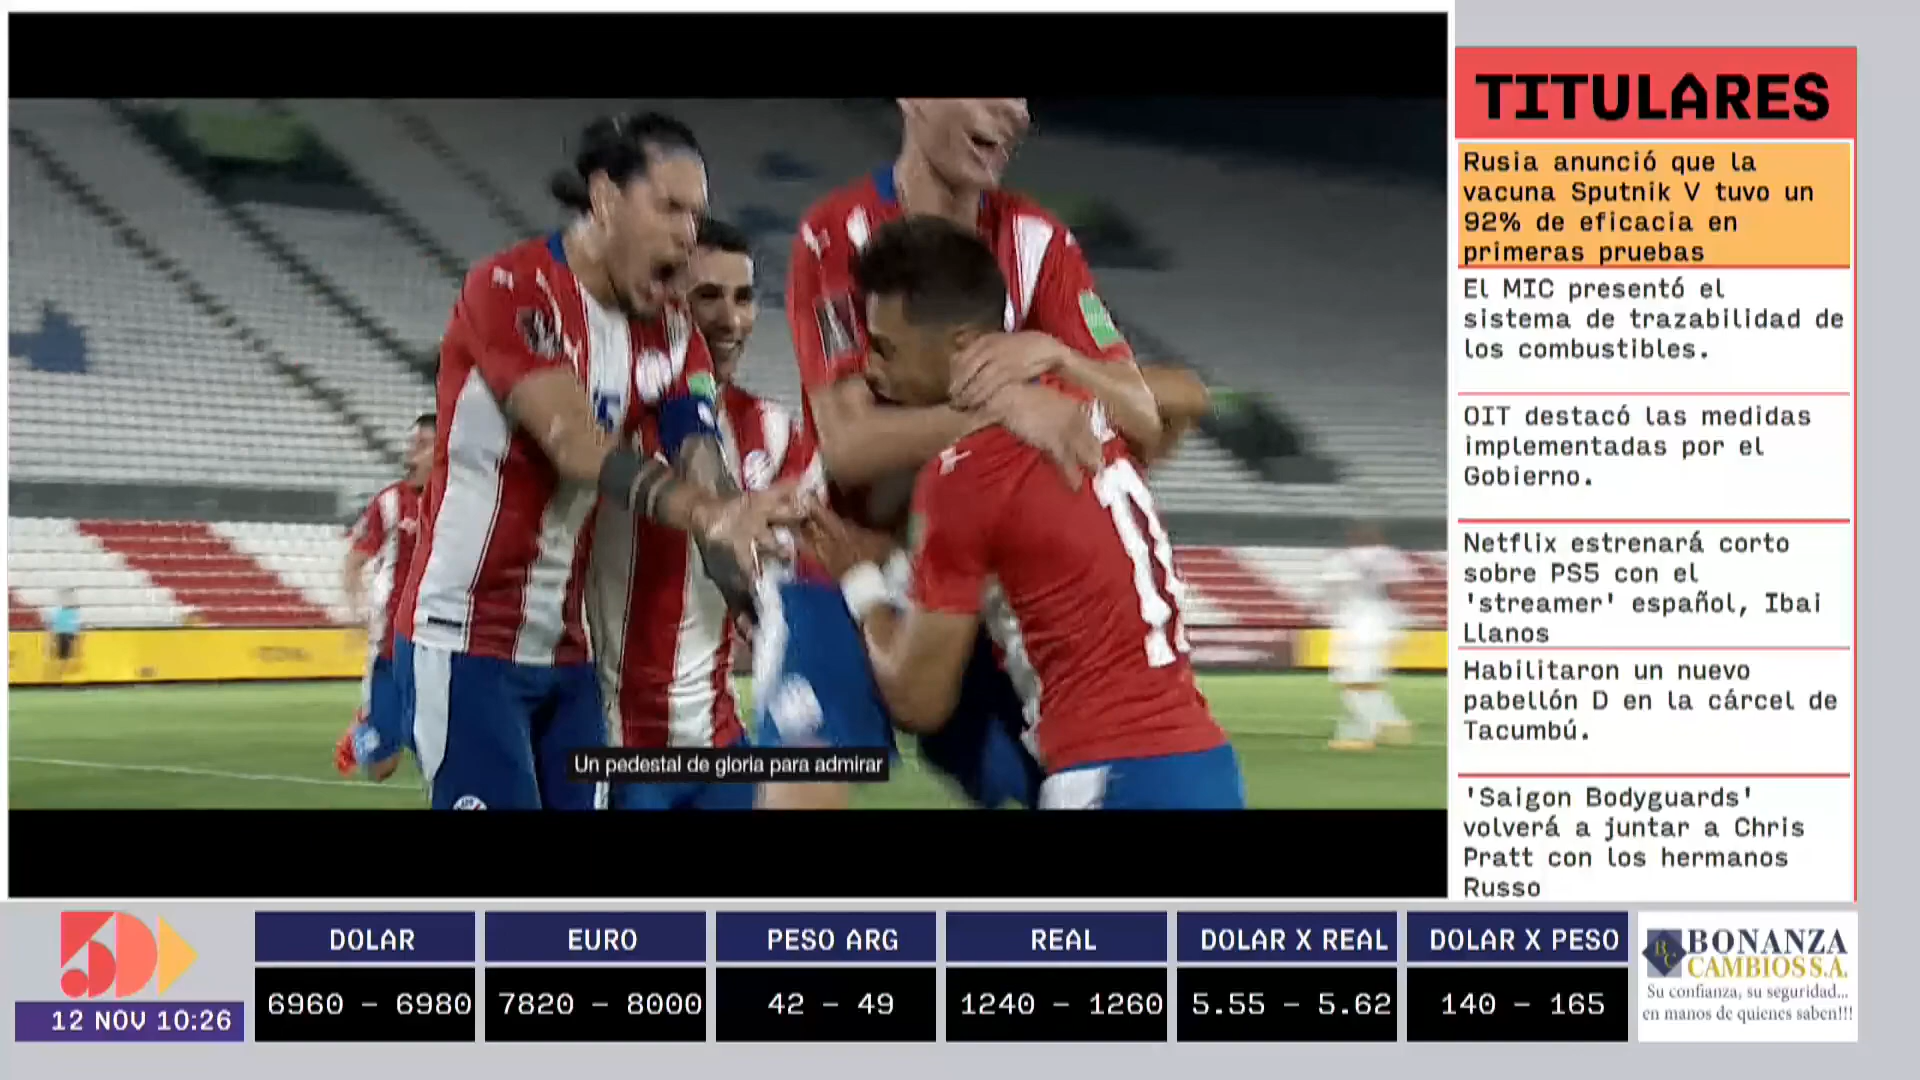 TITULARES
Rusia anunció que la
vacuna Sputnik V tuvo un
92% de eficacia en
primeras pruebas
El MIC presentó el
sistema de trazabilidad de
los combustibles.
OIT destacó las medidas
implementadas por el
Gobierno.
Netflix estrenará corto
sobre PS5 con el
'streamer' español, Ibai
Llanos
Habilitaron un nuevo
pabellón D en la cárcel de
Tacumbú.
'Saigon Bodyguards'
volverá a juntar a Chris
Pratt con los hermanos
Russo
Un pedestal de gloria para admirar
5D
12 NOV 10:26
DOLAR
6960 - 6980
EURO
7820 - 8000
PESO ARG
42 - 49
REAL
1240 - 1260
DOLAR X REAL
5.55 - 5.62
DOLAR X PESO
140 - 165
BC
BONANZA
CAMBIOS S.A.
Su confianza, su seguridad...
en manos de quienes saben!!!